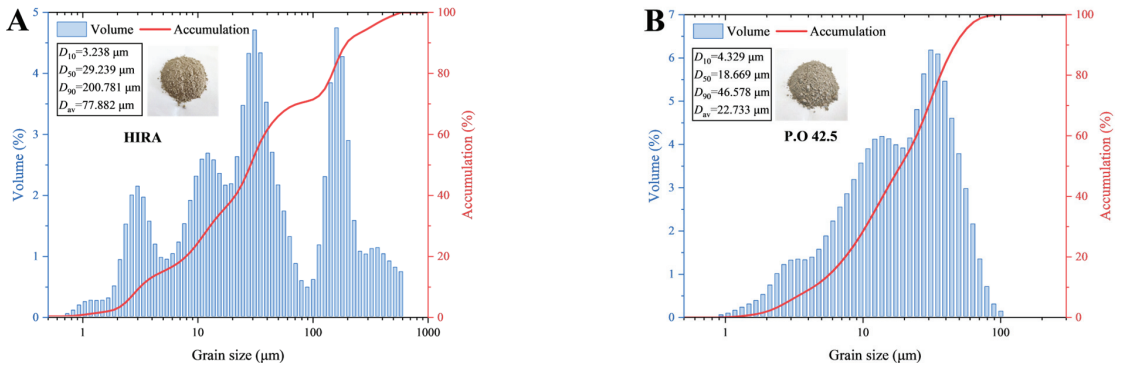 A
Volume
Accumulation
D10=3.238 μm
D50=29.239 μm
D90=200.781 μm
Dav=77.882 μm
HIRA
Volume (%)
5
4
3
2
1
0
Accumulation (%)
100
80
60
40
20
0
1
10
100
1000
Grain size (μm)
B
Volume
Accumulation
D10=4.329 μm
D50=18.669 μm
D90=46.578 μm
Dav=22.733 μm
P.O 42.5
Volume (%)
7
6
5
4
3
2
1
0
Accumulation (%)
100
80
60
40
20
0
1
10
100
Grain size (μm)